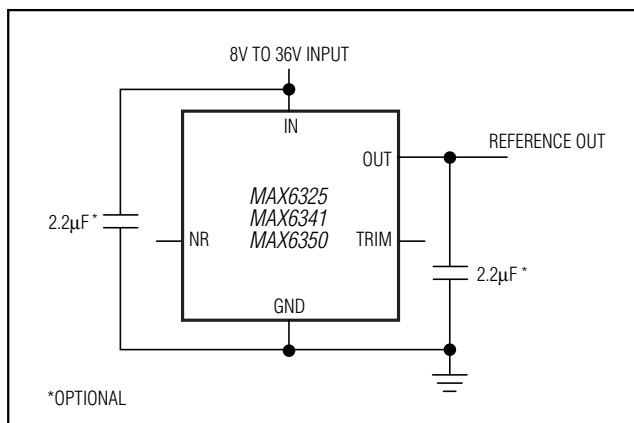 8V TO 36V INPUT
IN
OUT
REFERENCE OUT
MAX6325
MAX6341
MAX6350
2.2µF*
NR
TRIM
2.2µF*
GND
*OPTIONAL